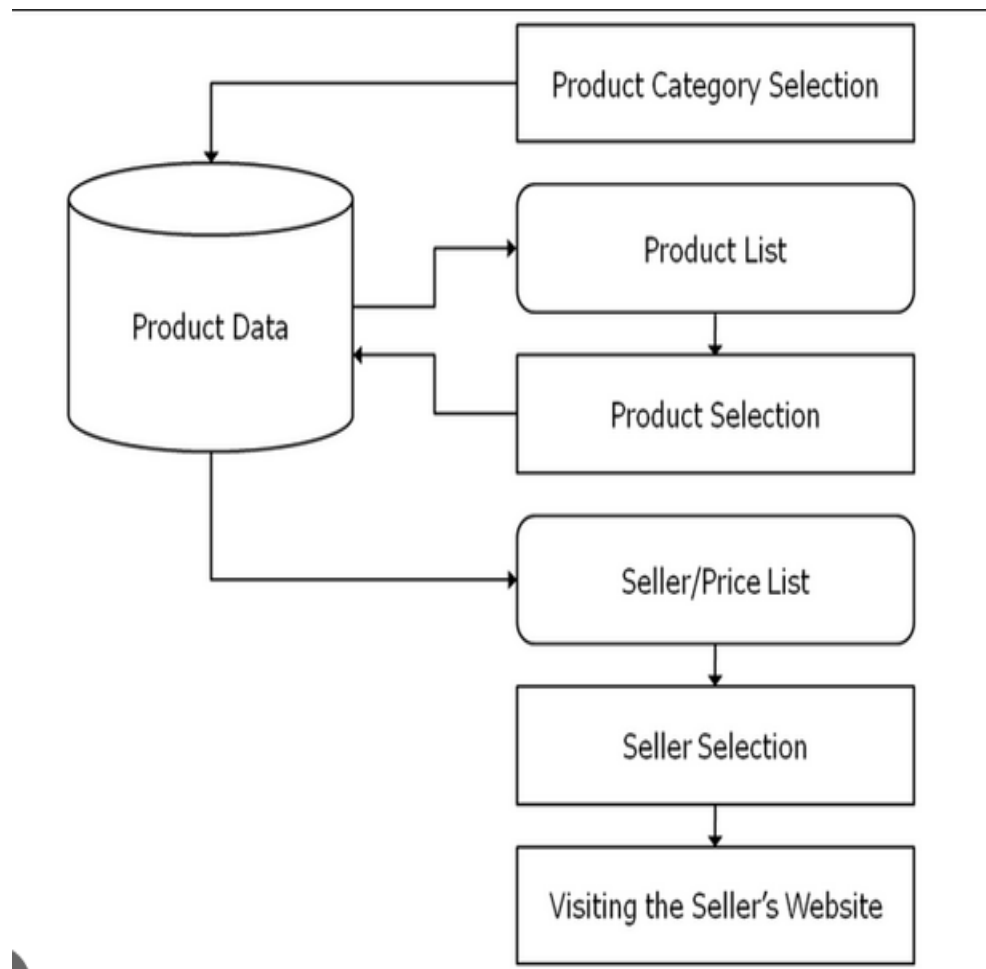 Product Category Selection
Product List
Product Data
Product Selection
Seller/Price List
Seller Selection
Visiting the Seller's Website